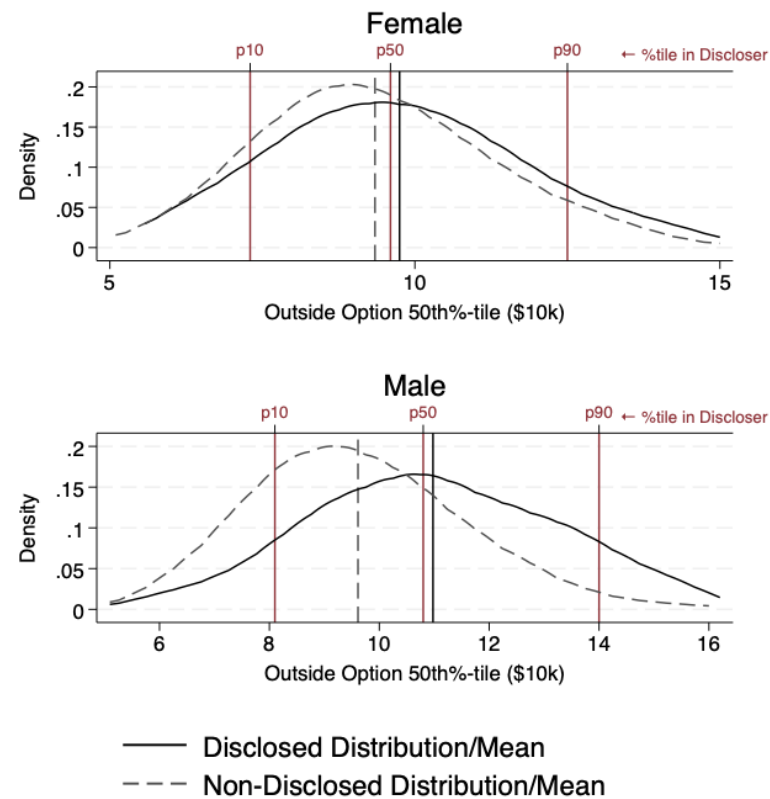 Female
p10 p50 p90 ← %tile in Discloser
Density
.2
.15
.1
.05
0
5 10 15
Outside Option 50th%-tile ($10k)
Male
p10 p50 p90 ← %tile in Discloser
Density
.2
.15
.1
.05
0
6 8 10 12 14 16
Outside Option 50th%-tile ($10k)
Disclosed Distribution/Mean
Non-Disclosed Distribution/Mean